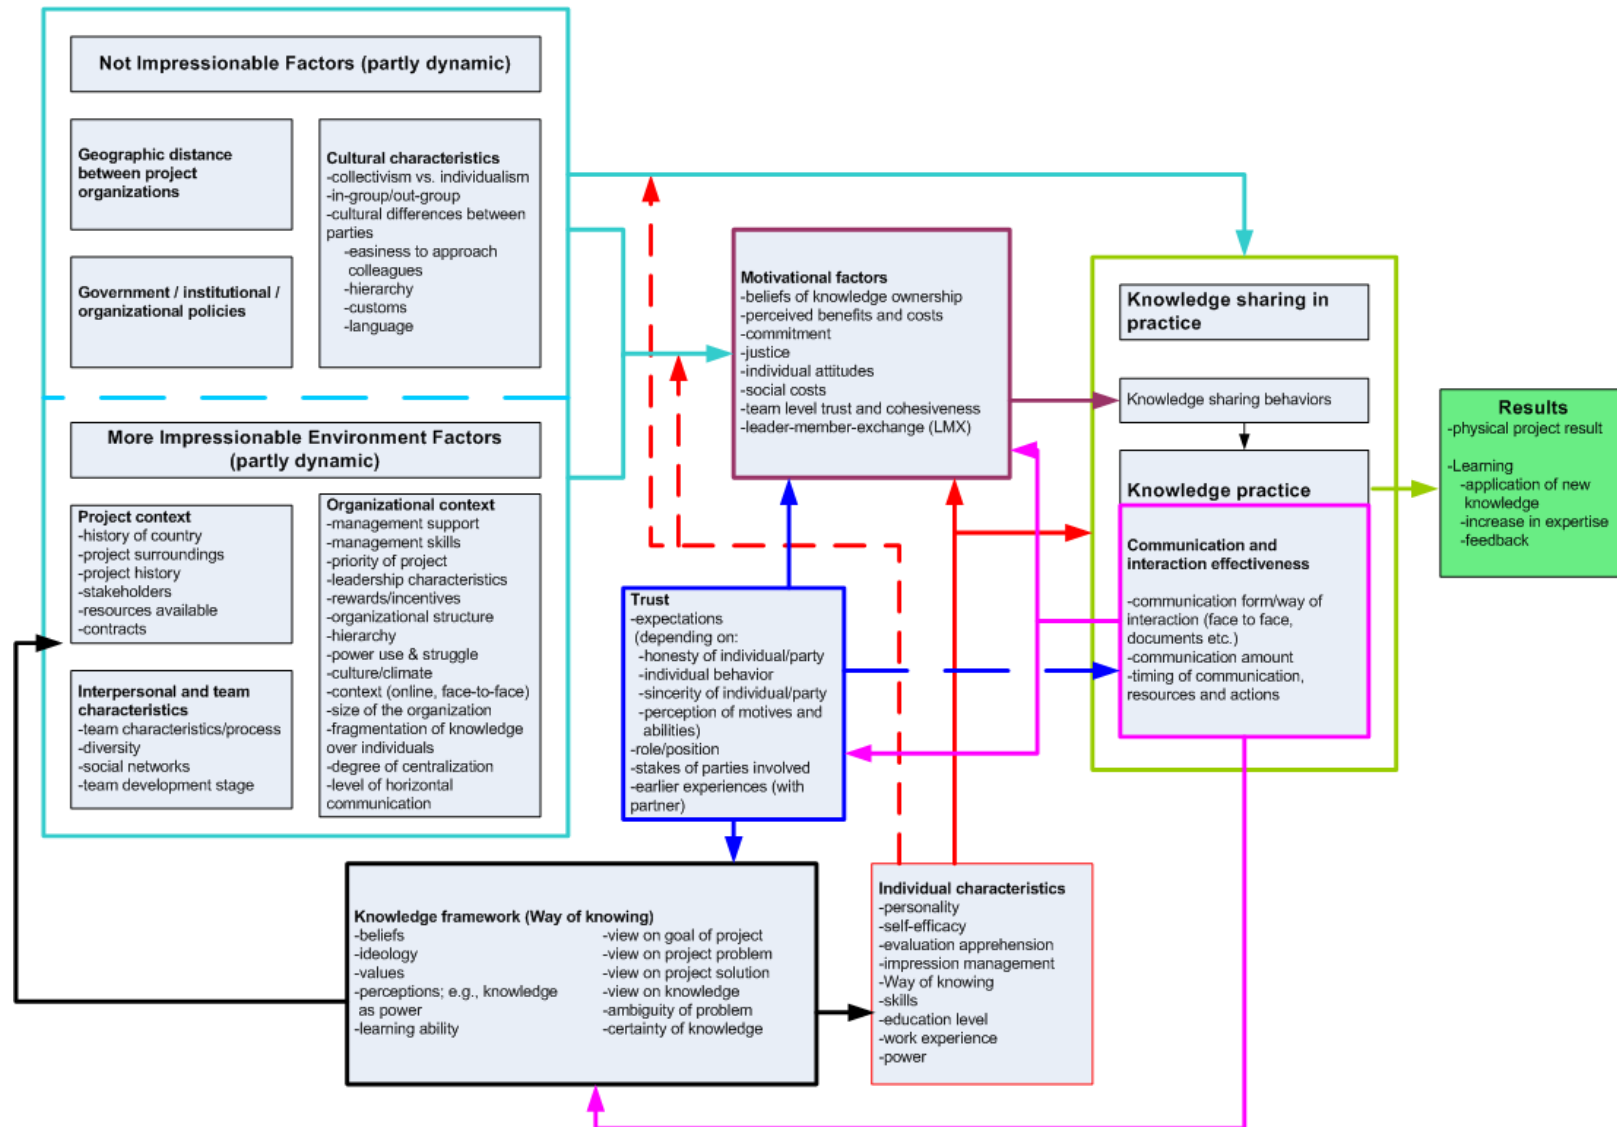 Not Impressionable Factors (partly dynamic)
Geographic distance
between project
organizations
Government / institutional /
organizational policies
Cultural characteristics
-collectivism vs. individualism
-in-group/out-group
-cultural differences between
parties
-easiness to approach
colleagues
-hierarchy
-customs
-language
More Impressionable Environment Factors
(partly dynamic)
Project context
-history of country
-project surroundings
-project history
-stakeholders
-resources available
-contracts
Interpersonal and team
characteristics
-team characteristics/process
-diversity
-social networks
-team development stage
Organizational context
-management support
-management skills
-priority of project
-leadership characteristics
-rewards/incentives
-organizational structure
-hierarchy
-power use & struggle
-culture/climate
-context (online, face-to-face)
-size of the organization
-fragmentation of knowledge
over individuals
-degree of centralization
-level of horizontal
communication
Motivational factors
-beliefs of knowledge ownership
-perceived benefits and costs
-commitment
-justice
-individual attitudes
-social costs
-team level trust and cohesiveness
-leader-member-exchange (LMX)
Trust
-expectations
(depending on:
-honesty of individual/party
-individual behavior
-sincerity of individual/party
-perception of motives and
abilities)
-role/position
-stakes of parties involved
-earlier experiences (with
partner)
Knowledge framework (Way of knowing)
-beliefs
-ideology
-values
-perceptions; e.g., knowledge
as power
-learning ability
-view on goal of project
-view on project problem
-view on project solution
-view on knowledge
-ambiguity of problem
-certainty of knowledge
Individual characteristics
-personality
-self-efficacy
-evaluation apprehension
-impression management
-Way of knowing
-skills
-education level
-work experience
-power
Knowledge sharing in
practice
Knowledge sharing behaviors
Knowledge practice
Communication and
interaction effectiveness
-communication form/way of
interaction (face to face,
documents etc.)
-communication amount
-timing of communication,
resources and actions
Results
-physical project result
-Learning
-application of new
knowledge
-increase in expertise
-feedback